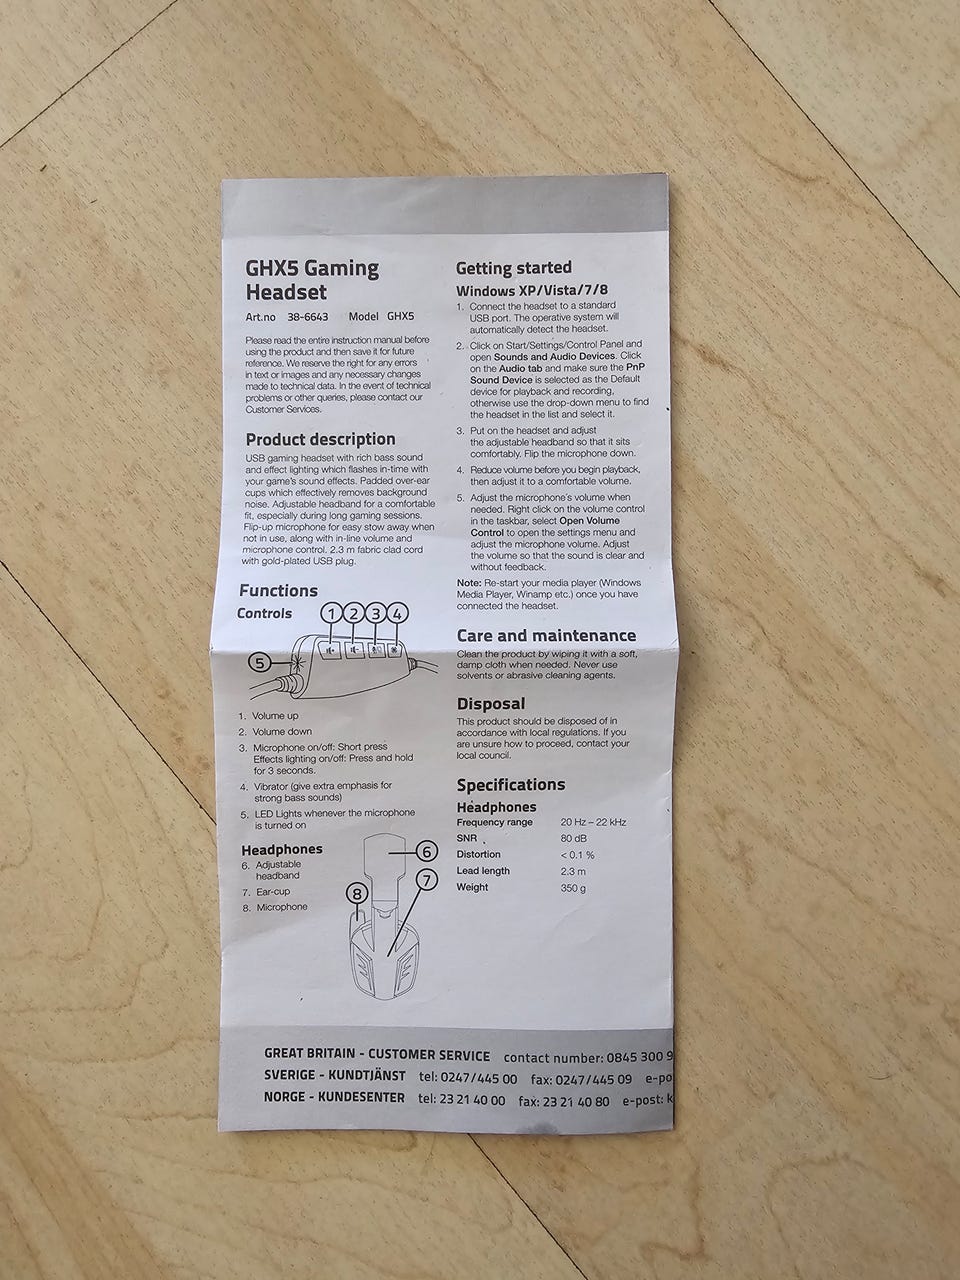 GHX5 Gaming
Headset
Art.no 38-6643 Model GHX5
Please read the entire instruction manual before
using the product and then save it for future
reference. We reserve the right for any errors
in text or images and any necessary changes
made to technical data. In the event of technical
problems or other queries, please contact our
Customer Services.
Product description
USB gaming headset with rich bass sound
and effect lighting which flashes in-time with
your game's sound effects. Padded over-ear
cups which effectively removes background
noise. Adjustable headband for a comfortable
fit, especially during long gaming sessions.
Flip-up microphone for easy stow away when
not in use, along with in-line volume and
microphone control. 2.3 m fabric clad cord
with gold-plated USB plug.
Functions
Controls
1 2 3 4
5
1. Volume up
2. Volume down
3. Microphone on/off: Short press
Effects lighting on/off: Press and hold
for 3 seconds.
4. Vibrator (give extra emphasis for
strong bass sounds)
5. LED Lights whenever the microphone
is turned on
Headphones
6. Adjustable
headband
7. Ear-cup
8. Microphone
6
7
8
Getting started
Windows XP/Vista/7/8
1. Connect the headset to a standard
USB port. The operative system will
automatically detect the headset.
2. Click on Start/Settings/Control Panel and
open Sounds and Audio Devices. Click
on the Audio tab and make sure the PnP
Sound Device is selected as the Default
device for playback and recording,
otherwise use the drop-down menu to find
the headset in the list and select it.
3. Put on the headset and adjust
the adjustable headband so that it sits
comfortably. Flip the microphone down.
4. Reduce volume before you begin playback,
then adjust it to a comfortable volume.
5. Adjust the microphone´s volume when
needed. Right click on the volume control
in the taskbar, select Open Volume
Control to open the settings menu and
adjust the microphone volume. Adjust
the volume so that the sound is clear and
without feedback.
Note: Re-start your media player (Windows
Media Player, Winamp etc.) once you have
connected the headset.
Care and maintenance
Clean the product by wiping it with a soft,
damp cloth when needed. Never use
solvents or abrasive cleaning agents.
Disposal
This product should be disposed of in
accordance with local regulations. If you
are unsure how to proceed, contact your
local council.
Specifications
Headphones
Frequency range 20 Hz – 22 kHz
SNR 80 dB
Distortion < 0.1 %
Lead length 2.3 m
Weight 350 g
GREAT BRITAIN - CUSTOMER SERVICE contact number: 0845 300 9
SVERIGE - KUNDTJÄNST tel: 0247/445 00 fax: 0247/445 09 e-po
NORGE - KUNDESENTER tel: 23 21 40 00 fax: 23 21 40 80 e-post: k